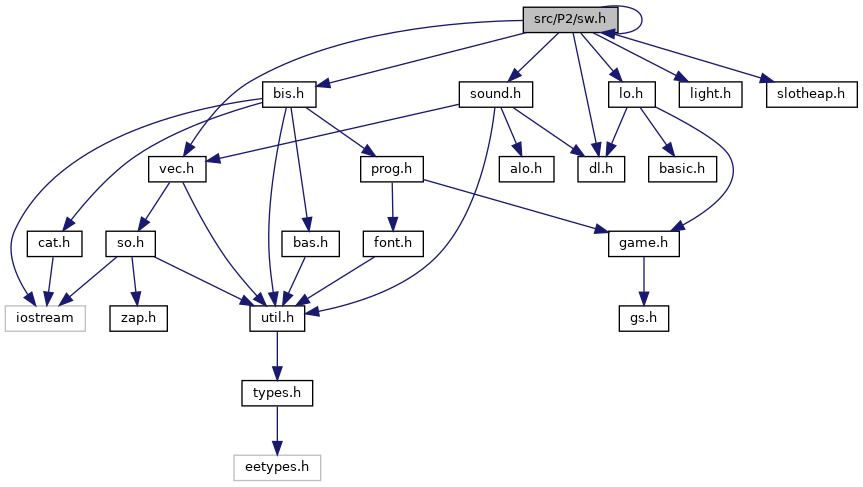 src/P2/sw.h
bis.h
sound.h
lo.h
light.h
slotheap.h
vec.h
prog.h
alo.h
dl.h
basic.h
cat.h
so.h
bas.h
font.h
game.h
iostream
zap.h
util.h
gs.h
types.h
eetypes.h